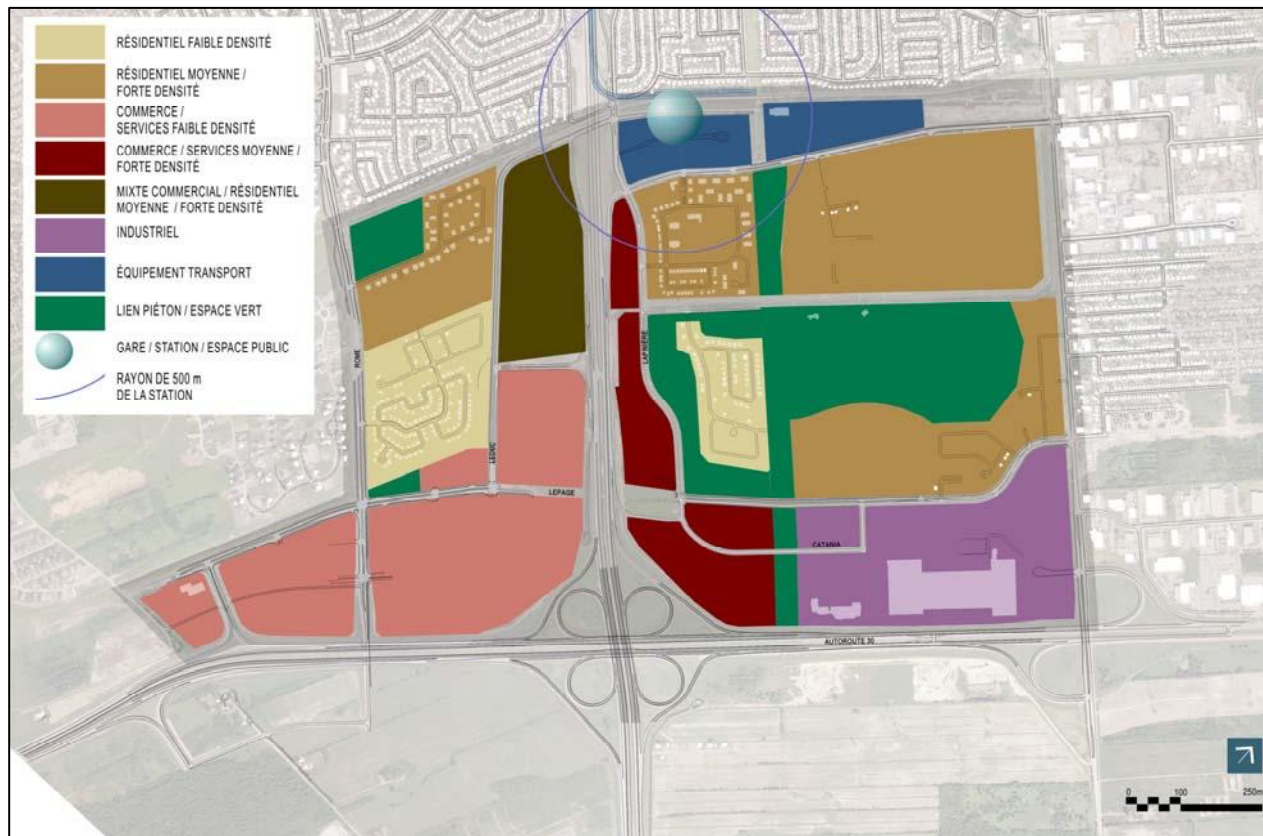 RÉSIDENTIEL FAIBLE DENSITÉ
RÉSIDENTIEL MOYENNE /
FORTE DENSITÉ
COMMERCE /
SERVICES FAIBLE DENSITÉ
COMMERCE / SERVICES MOYENNE /
FORTE DENSITÉ
MIXTE COMMERCIAL / RÉSIDENTIEL
MOYENNE / FORTE DENSITÉ
INDUSTRIEL
ÉQUIPEMENT TRANSPORT
LIEN PIÉTON / ESPACE VERT
GARE / STATION / ESPACE PUBLIC
RAYON DE 500 m
DE LA STATION
ROME
LAPINIÈRE
LEDUC
LEPAGE
CATANIA
AUTOROUTE 30
0 100 250m